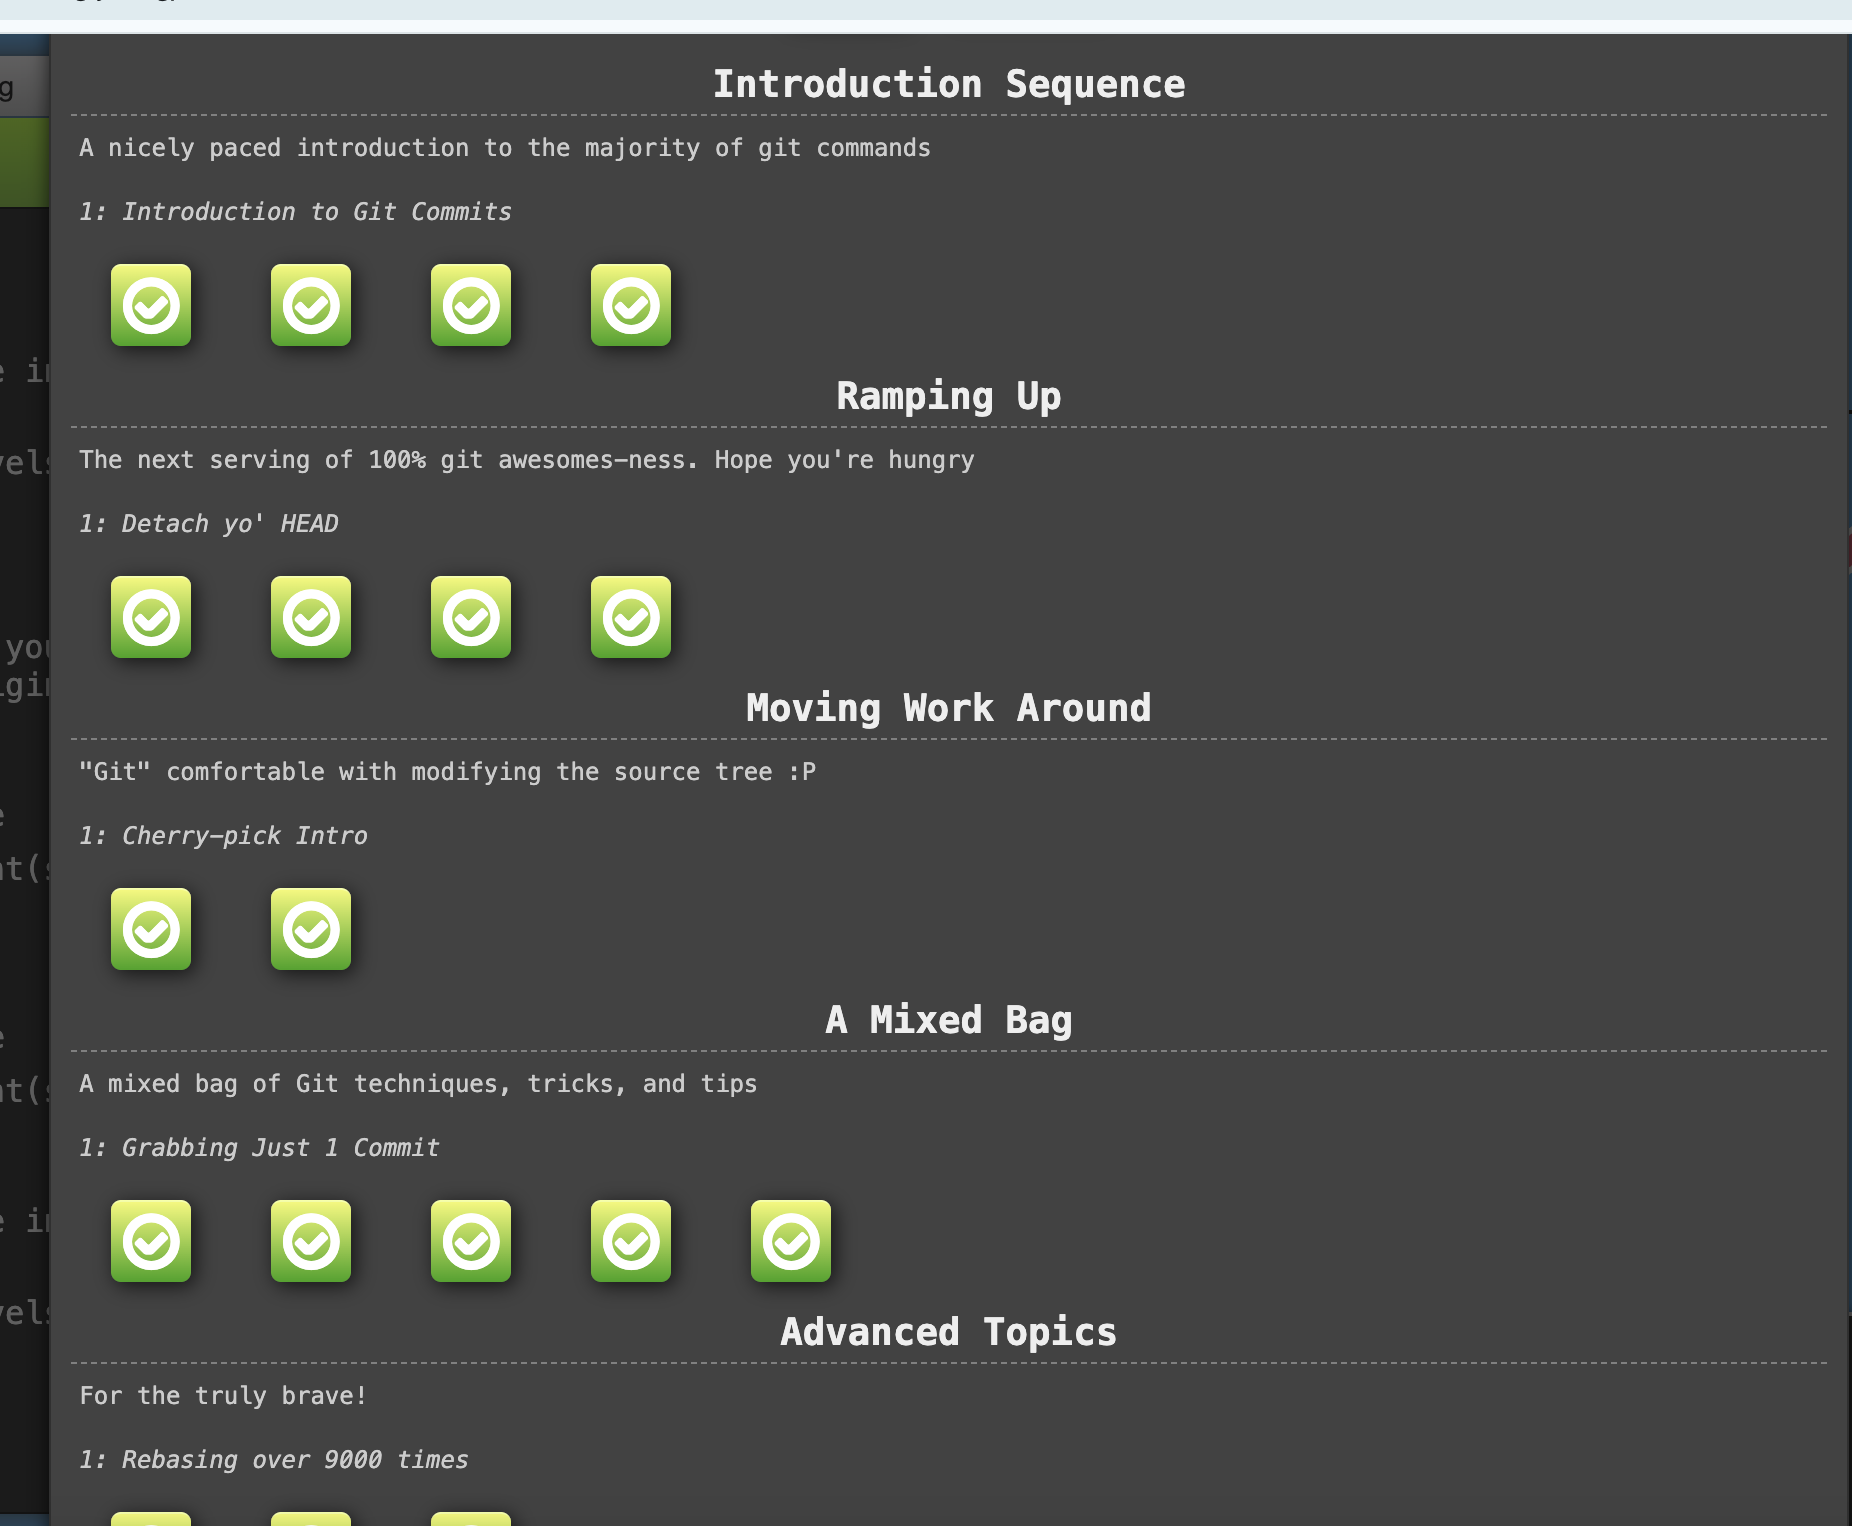 Introduction Sequence
A nicely paced introduction to the majority of git commands
1: Introduction to Git Commits
Ramping Up
The next serving of 100% git awesomes-ness. Hope you're hungry
1: Detach yo' HEAD
Moving Work Around
"Git" comfortable with modifying the source tree :P
1: Cherry-pick Intro
A Mixed Bag
A mixed bag of Git techniques, tricks, and tips
1: Grabbing Just 1 Commit
Advanced Topics
For the truly brave!
1: Rebasing over 9000 times